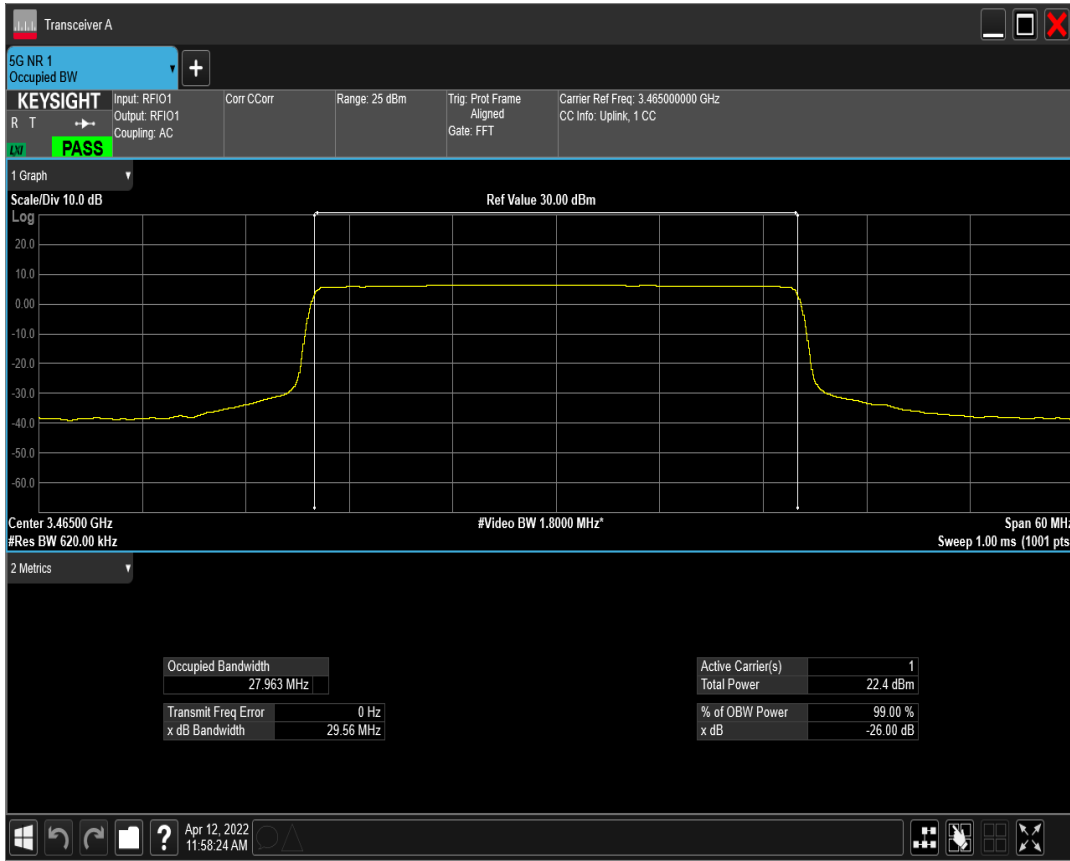 Transceiver A
5G NR 1
Occupied BW
KEYSIGHT
R T
LXI
PASS
Input: RFIO1
Output: RFIO1
Coupling: AC
Corr CCorr
Range: 25 dBm
Trig: Prot Frame
Aligned
Gate: FFT
Carrier Ref Freq: 3.465000000 GHz
CC Info: Uplink, 1 CC
1 Graph
Scale/Div 10.0 dB
Ref Value 30.00 dBm
Log
20.0
10.0
0.00
-10.0
-20.0
-30.0
-40.0
-50.0
-60.0
Center 3.46500 GHz
#Video BW 1.8000 MHz*
Span 60 MHz
#Res BW 620.00 kHz
Sweep 1.00 ms (1001 pts
2 Metrics
Occupied Bandwidth
27.963 MHz
Transmit Freq Error 0 Hz
x dB Bandwidth 29.56 MHz
Active Carrier(s) 1
Total Power 22.4 dBm
% of OBW Power 99.00 %
x dB -26.00 dB
?
Apr 12, 2022
11:58:24 AM